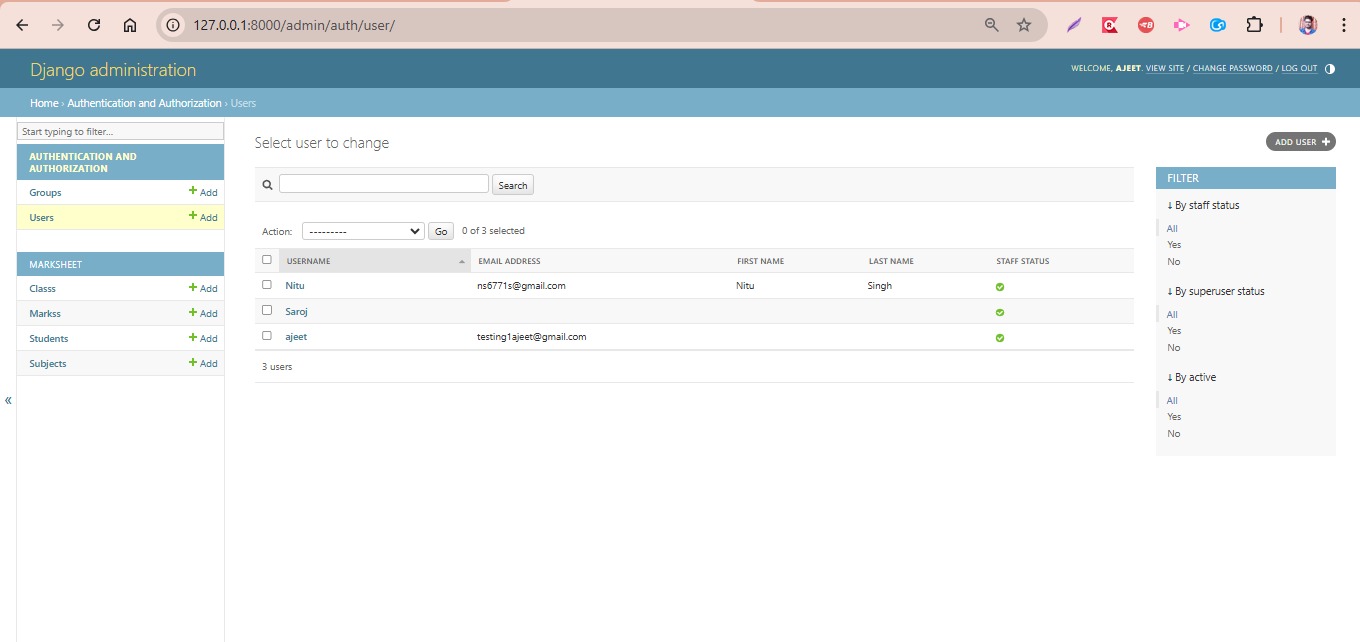 127.0.0.1:8000/admin/auth/user/
Django administration
WELCOME, AJEET. VIEW SITE / CHANGE PASSWORD / LOG OUT
Home › Authentication and Authorization › Users
Start typing to filter...
AUTHENTICATION AND
AUTHORIZATION
Groups + Add
Users + Add
MARKSHEET
Classs + Add
Markss + Add
Students + Add
Subjects + Add
«
Select user to change
ADD USER +
Search
Action: --------- Go 0 of 3 selected
USERNAME EMAIL ADDRESS FIRST NAME LAST NAME STAFF STATUS
Nitu ns6771s@gmail.com Nitu Singh
Saroj
ajeet testing1ajeet@gmail.com
3 users
FILTER
↓ By staff status
All
Yes
No
↓ By superuser status
All
Yes
No
↓ By active
All
Yes
No